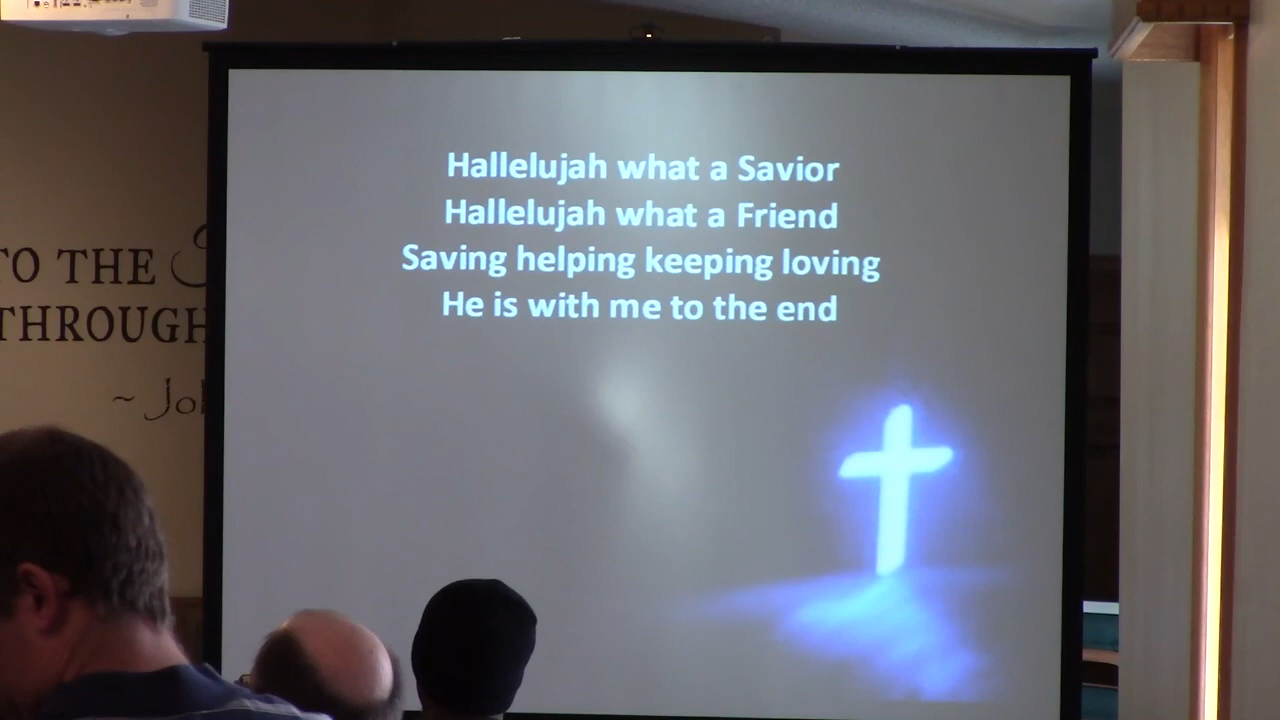 Hallelujah what a Savior
Hallelujah what a Friend
Saving helping keeping loving
He is with me to the end
TO THE
THROUGH
~